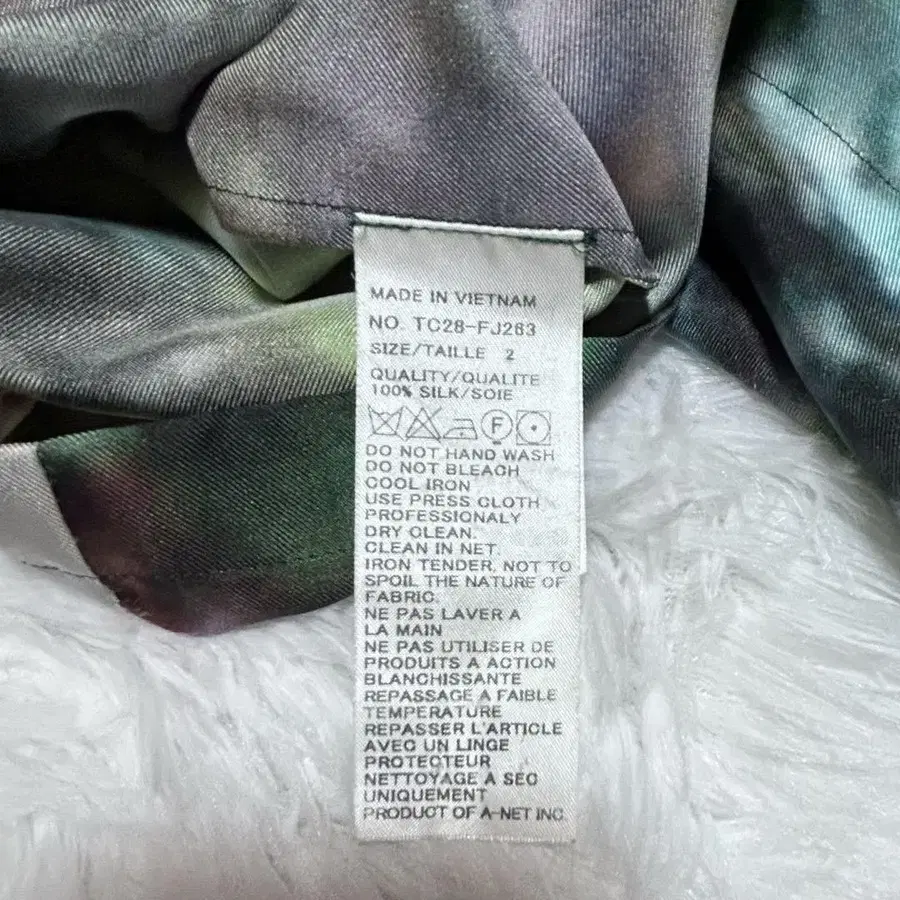 MADE IN VIETNAM
NO. TC28-FJ263
SIZE/TAILLE 2
QUALITY/QUALITE
100% SILK/SOIE
F
DO NOT HAND WASH
DO NOT BLEACH
COOL IRON
USE PRESS CLOTH
PROFESSIONALY
DRY CLEAN.
CLEAN IN NET.
IRON TENDER, NOT TO
SPOIL THE NATURE OF
FABRIC.
NE PAS LAVER A
LA MAIN
NE PAS UTILISER DE
PRODUITS A ACTION
BLANCHISSANTE
REPASSAGE A FAIBLE
TEMPERATURE
REPASSER L'ARTICLE
AVEC UN LINGE
PROTECTEUR
NETTOYAGE A SEC
UNIQUEMENT
PRODUCT OF A-NET INC.